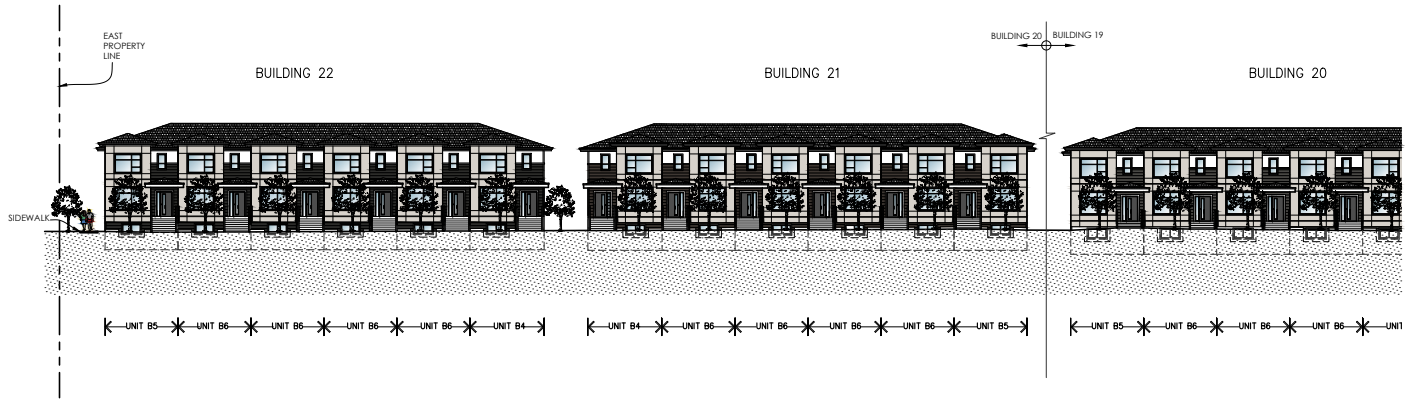 EAST
PROPERTY
LINE
BUILDING 22
BUILDING 21
BUILDING 20 BUILDING 19
BUILDING 20
SIDEWALK
UNIT B5 UNIT B6 UNIT B6 UNIT B6 UNIT B6 UNIT B4 UNIT B4 UNIT B6 UNIT B6 UNIT B6 UNIT B6 UNIT B5 UNIT B5 UNIT B6 UNIT B6 UNIT B6 UNIT